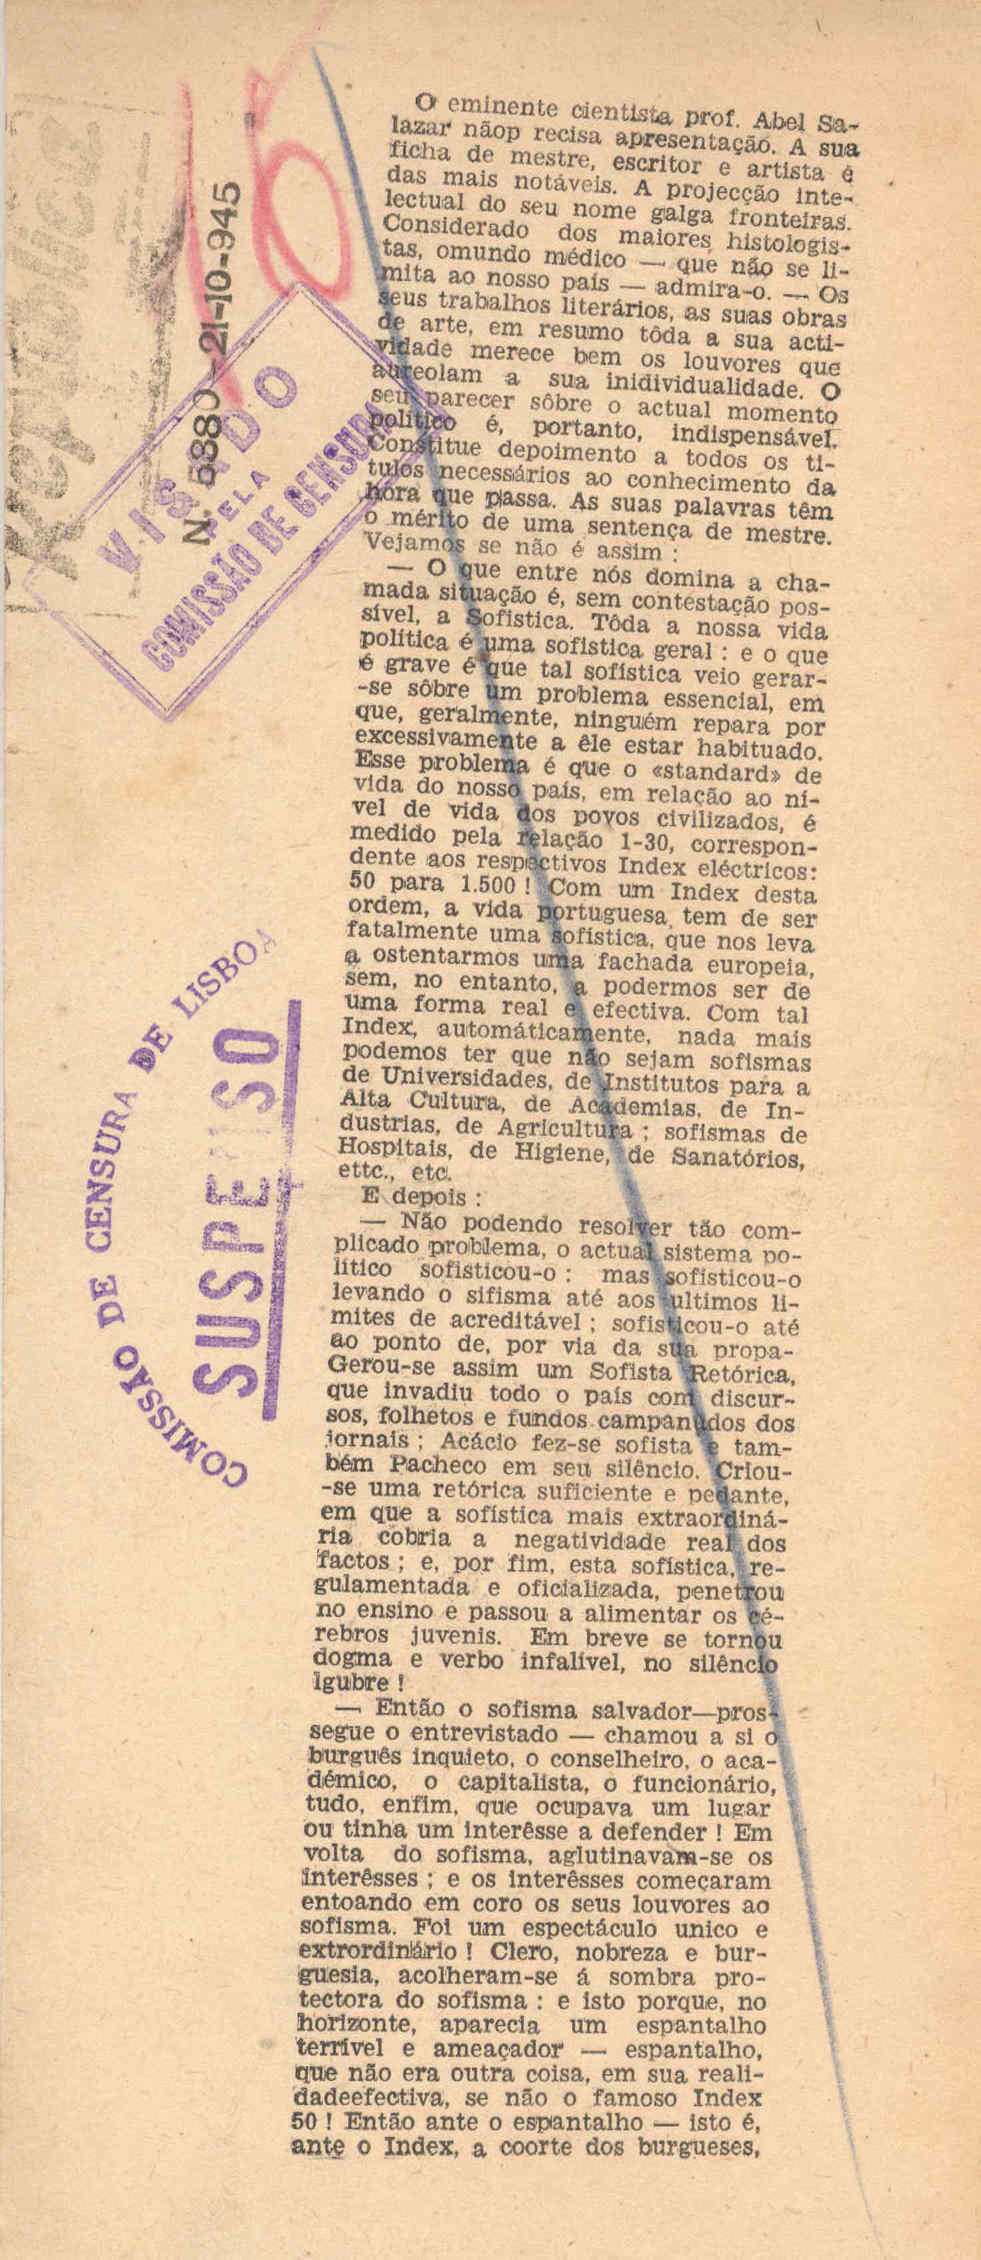 República
N. 5880-21-10-945
VISADO
PELA
COMISSÃO DE CENSURA
COMISSÃO DE CENSURA DE LISBOA
SUSPENSO
O eminente cientista prof. Abel Sa-
lazar nãop recisa apresentação. A sua
ficha de mestre, escritor e artista é
das mais notáveis. A projecção inte-
lectual do seu nome galga fronteiras.
Considerado dos maiores histologis-
tas, omundo médico — que não se li-
mita ao nosso país — admira-o. — Os
seus trabalhos literários, as suas obras
de arte, em resumo tôda a sua acti-
vidade merece bem os louvores que
aureolam a sua inidividualidade. O
seu parecer sôbre o actual momento
politico é, portanto, indispensável.
Constitue depoimento a todos os ti-
tulos necessários ao conhecimento da
hora que passa. As suas palavras têm
o mérito de uma sentença de mestre.
Vejamos se não é assim :
— O que entre nós domina a cha-
mada situação é, sem contestação pos-
sível, a Sofistica. Tôda a nossa vida
política é uma sofistica geral : e o que
é grave é que tal sofística veio gerar-
-se sôbre um problema essencial, em
que, geralmente, ninguém repara por
excessivamente a êle estar habituado.
Esse problema é que o «standard» de
vida do nosso país, em relação ao ní-
vel de vida dos povos civilizados, é
medido pela relação 1-30, correspon-
dente aos respectivos Index eléctricos:
50 para 1.500 ! Com um Index desta
ordem, a vida portuguesa tem de ser
fatalmente uma sofística, que nos leva
a ostentarmos uma fachada europeia,
sem, no entanto, a podermos ser de
uma forma real e efectiva. Com tal
Index, automáticamente, nada mais
podemos ter que não sejam sofismas
de Universidades, de Institutos para a
Alta Cultura, de Academias, de In-
dustrias, de Agricultura ; sofismas de
Hospitais, de Higiene, de Sanatórios,
ettc., etc.
E depois :
— Não podendo resolver tão com-
plicado problema, o actual sistema po-
lítico sofisticou-o : mas sofisticou-o
levando o sifisma até aos ultimos li-
mites de acreditável ; sofisticou-o até
ao ponto de, por via da sua propa-
Gerou-se assim um Sofista Retórica,
que invadiu todo o país com discur-
sos, folhetos e fundos campanudos dos
jornais ; Acácio fez-se sofista e tam-
bém Pacheco em seu silêncio. Criou-
-se uma retórica suficiente e pedante,
em que a sofística mais extraordiná-
ria cobria a negatividade real dos
factos ; e, por fim, esta sofística, re-
gulamentada e oficializada, penetrou
no ensino e passou a alimentar os cé-
rebros juvenis. Em breve se tornou
dogma e verbo infalível, no silêncio
lgubre !
— Então o sofisma salvador—pros-
segue o entrevistado — chamou a si o
burguês inquieto, o conselheiro, o aca-
démico, o capitalista, o funcionário,
tudo, enfim, que ocupava um lugar
ou tinha um interêsse a defender ! Em
volta do sofisma, aglutinavam-se os
interêsses ; e os interêsses começaram
entoando em coro os seus louvores ao
sofisma. Foi um espectáculo unico e
extrordinário ! Clero, nobreza e bur-
guesia, acolheram-se á sombra pro-
tectora do sofisma : e isto porque, no
horizonte, aparecia um espantalho
terrível e ameaçador — espantalho,
que não era outra coisa, em sua reali-
dadeefectiva, se não o famoso Index
50 ! Então ante o espantalho — isto é,
ante o Index, a coorte dos burgueses,